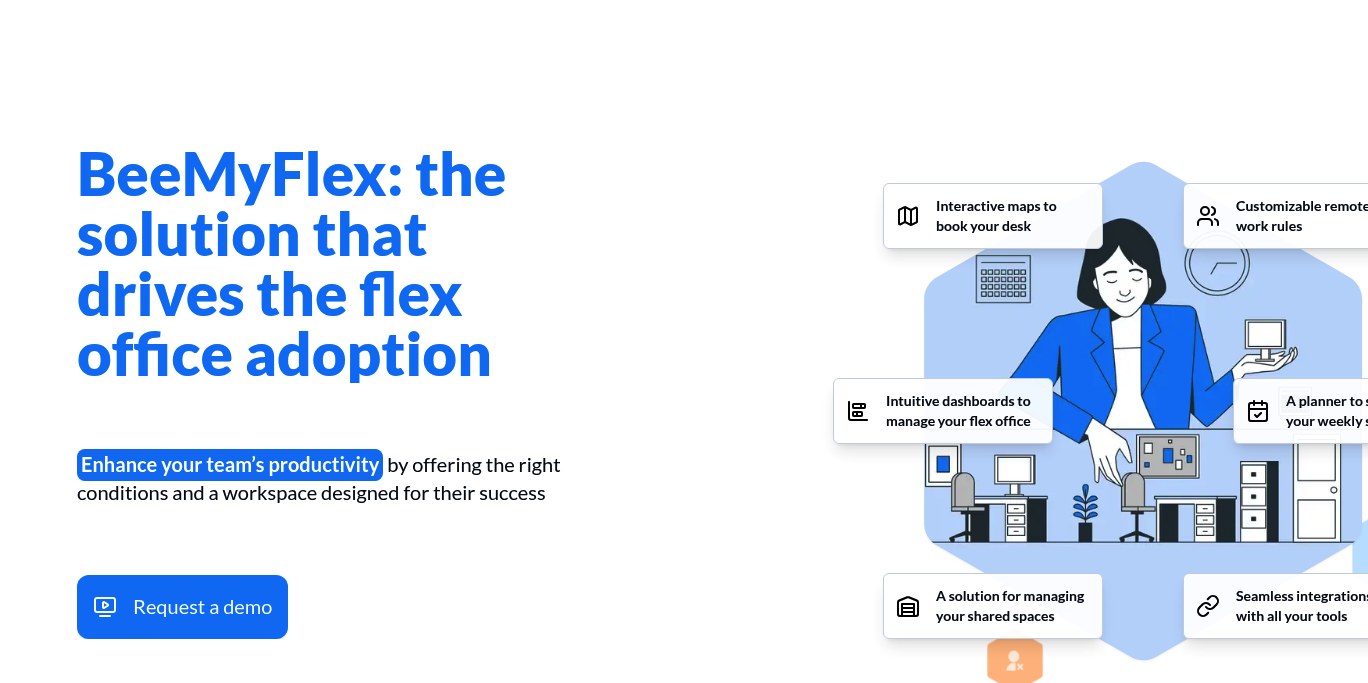 BeeMyFlex: the
solution that
drives the flex
office adoption
Enhance your team’s productivity by offering the right
conditions and a workspace designed for their success
Request a demo
Interactive maps to
book your desk
Customizable remote
work rules
Intuitive dashboards to
manage your flex office
A planner to
your weekly
A solution for managing
your shared spaces
Seamless integrations
with all your tools